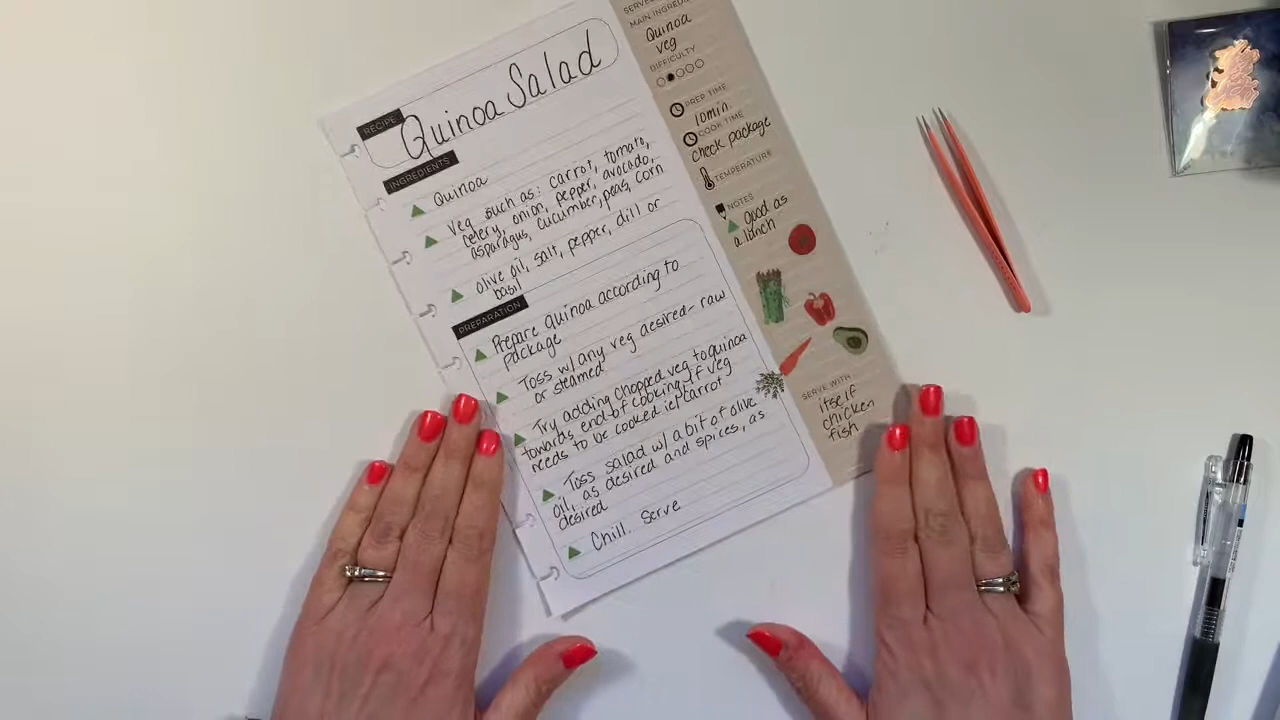 RECIPE
Quinoa Salad
INGREDIENTS
Quinoa
Veg such as: carrot, tomato,
celery, onion, pepper, avocado,
asparagus, cucumber, peas, corn
olive oil, salt, pepper, dill or
basil
PREPARATION
Prepare Quinoa according to
package
Toss w/ any veg desired- raw
or steamed
Try adding chopped veg to quinoa
towards end of cooking if veg
needs to be cooked ie/ carrot
Toss salad w/ a bit of olive
oil, as desired and spices, as
desired
Chill. Serve
MAIN
Quinoa
veg
DIFFICULTY
PREP TIME
10min.
COOK TIME
check package
TEMPERATURE
NOTES
Good as
a lunch
SERVE WITH
itself
chicken
fish